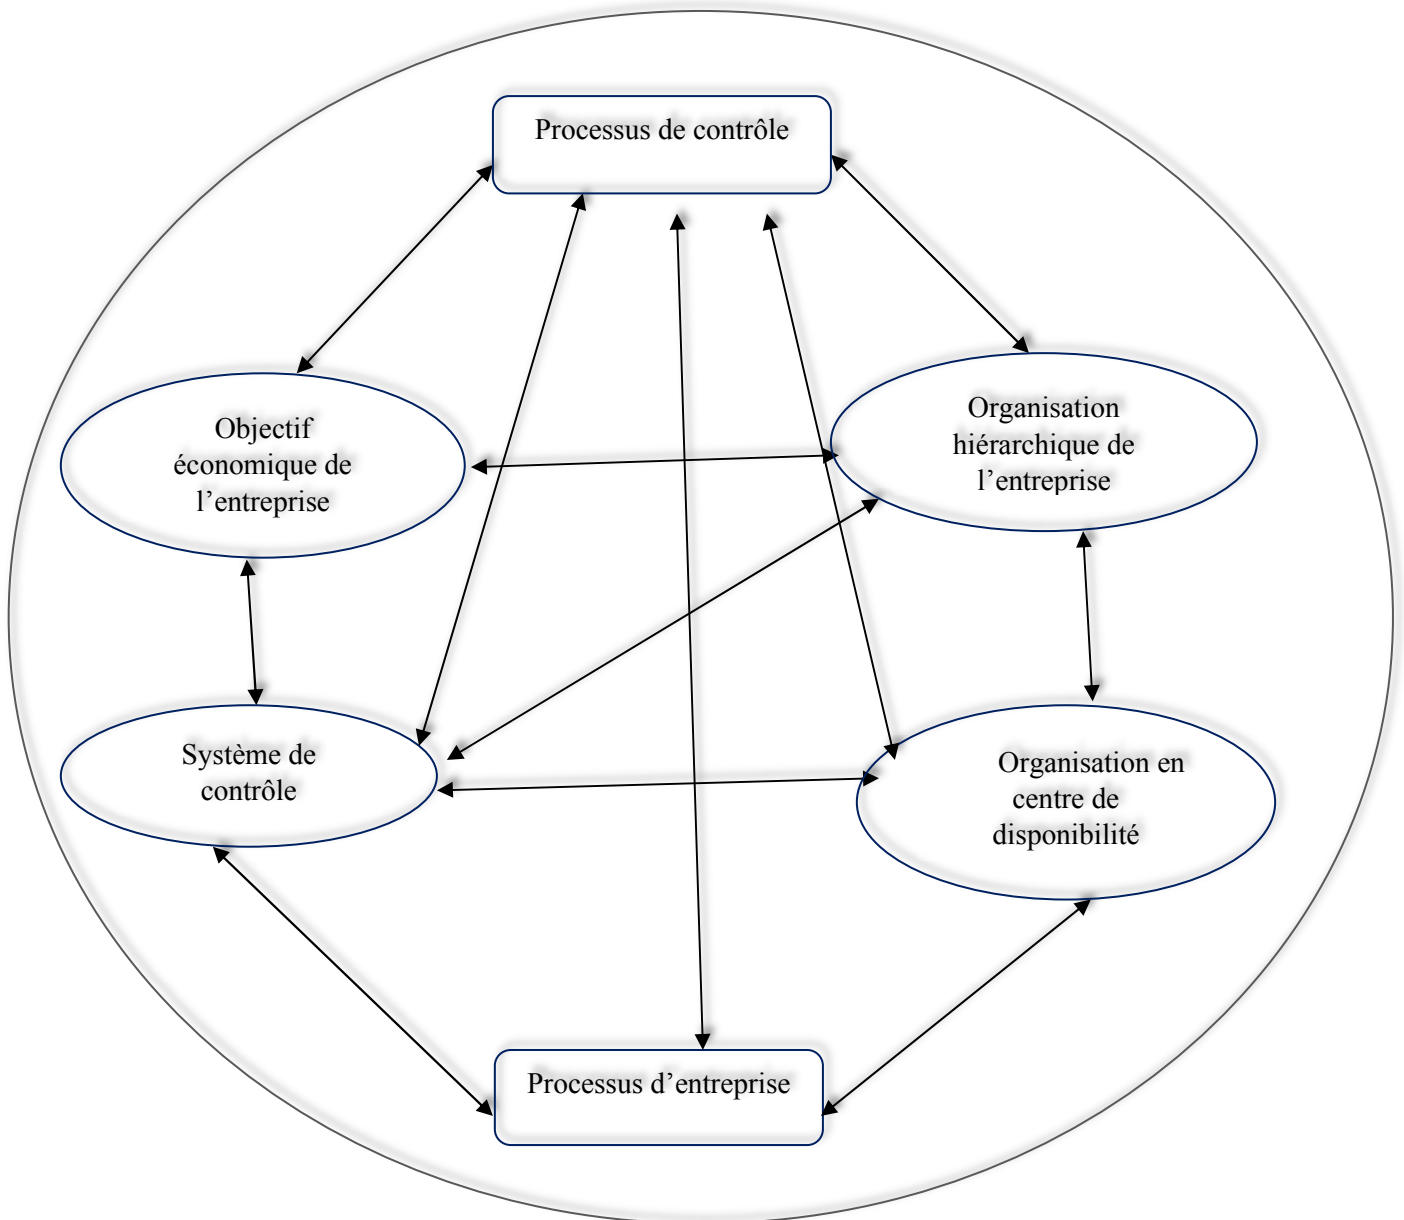 Processus de contrôle
Objectif
économique de
l’entreprise
Organisation
hiérarchique de
l’entreprise
Système de
contrôle
Organisation en
centre de
disponibilité
Processus d’entreprise